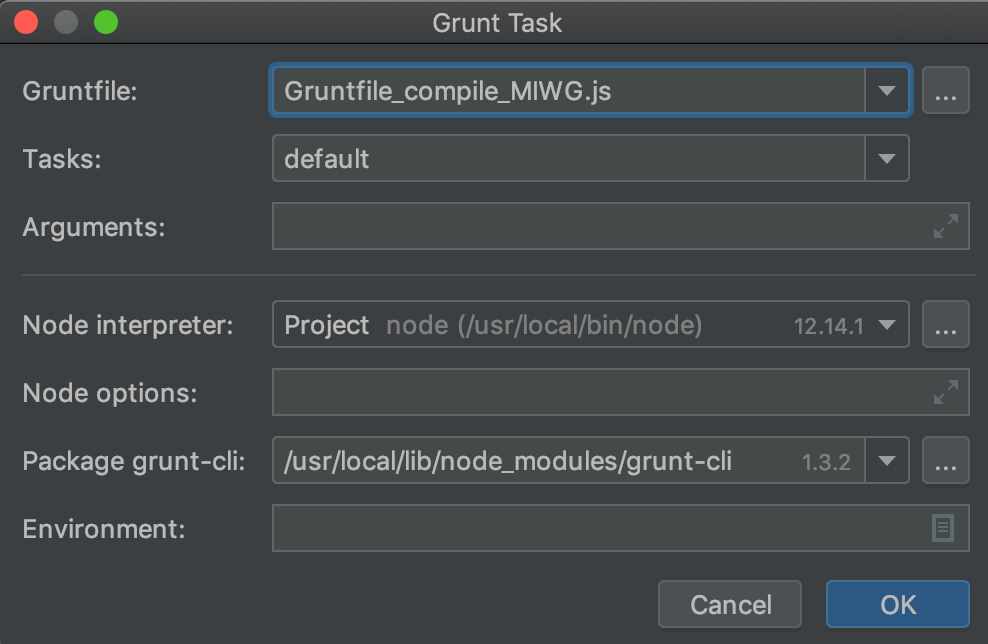 Grunt Task
Gruntfile: Gruntfile_compile_MIWG.js ...
Tasks: default
Arguments:
Node interpreter: Project node (/usr/local/bin/node) 12.14.1 ...
Node options:
Package grunt-cli: /usr/local/lib/node_modules/grunt-cli 1.3.2 ...
Environment:
Cancel OK